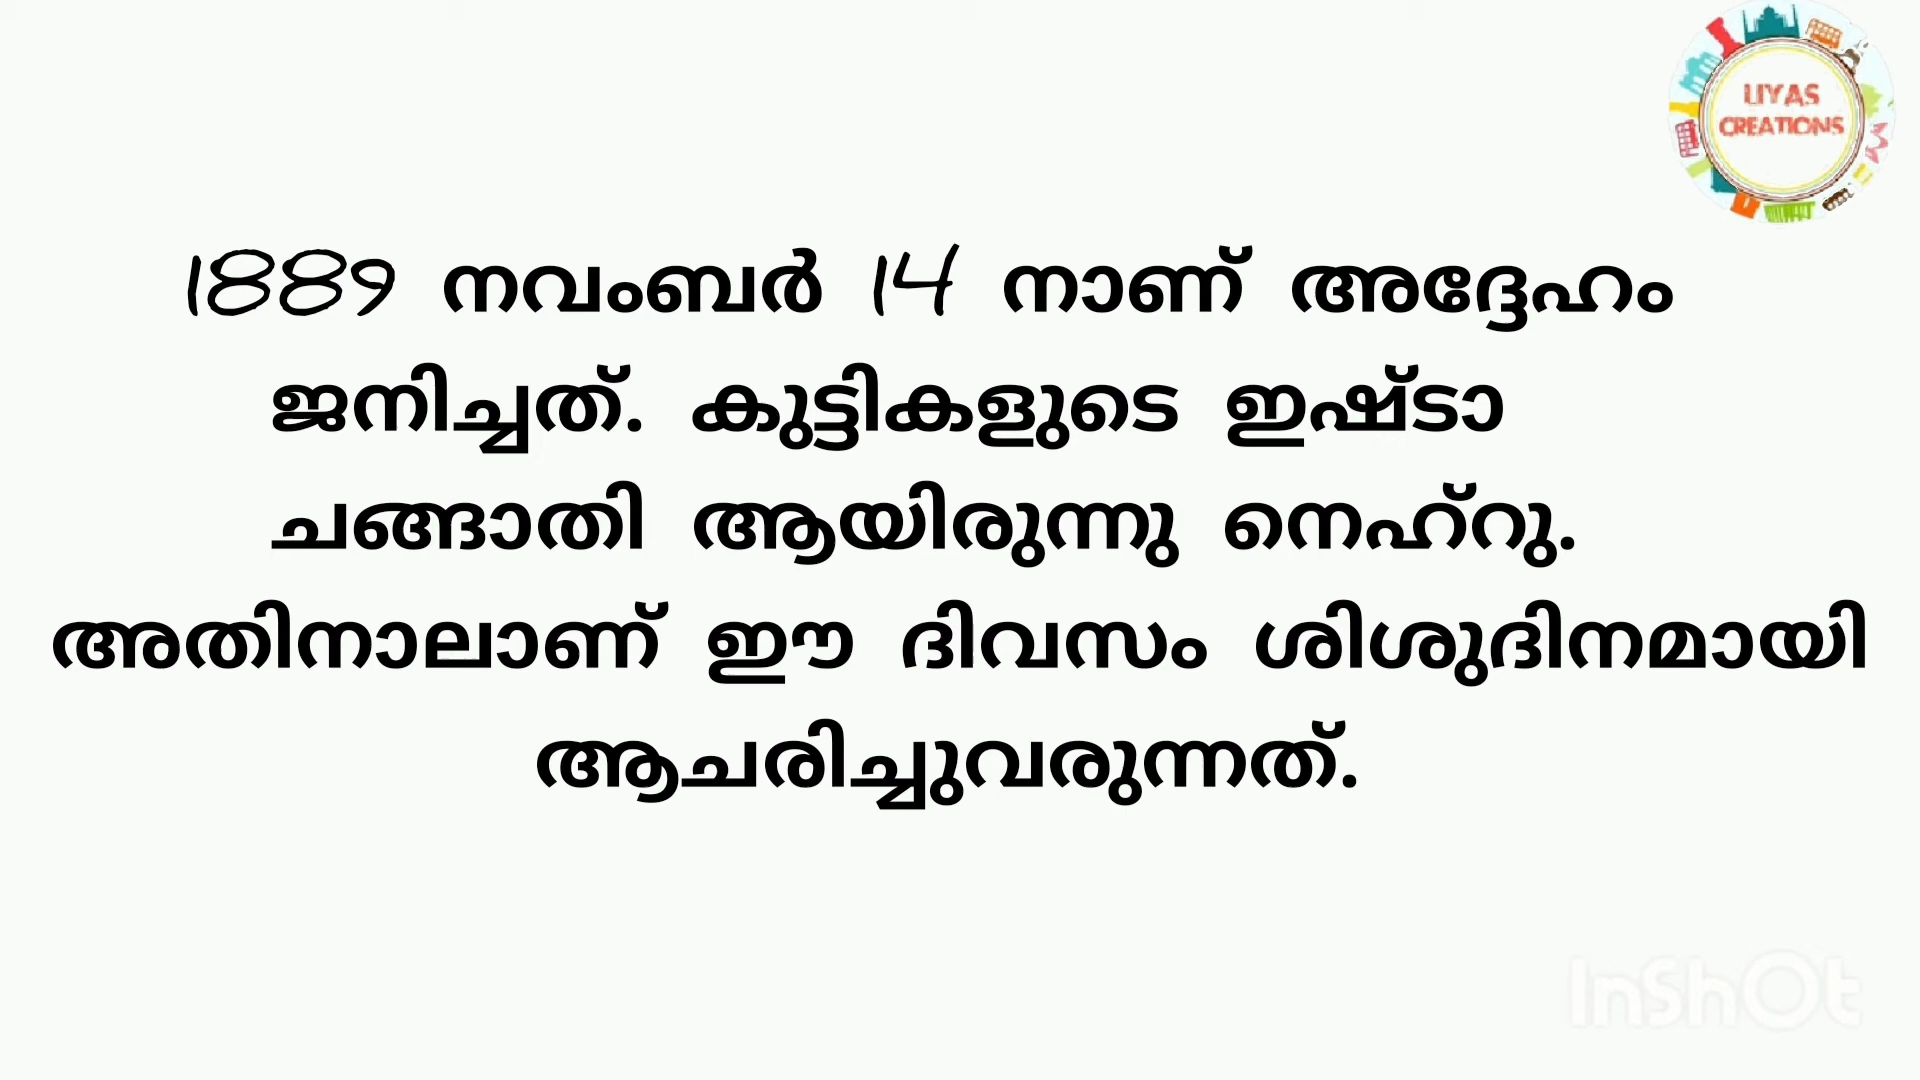 LIYAS
CREATIONS
1889 നവംബർ 14 നാണ് അദ്ദേഹം
ജനിച്ചത്. കുട്ടികളുടെ ഇഷ്ടാ
ചങ്ങാതി ആയിരുന്നു നെഹ്റു.
അതിനാലാണ് ഈ ദിവസം ശിശുദിനമായി
ആചരിച്ചുവരുന്നത്.
InShOt